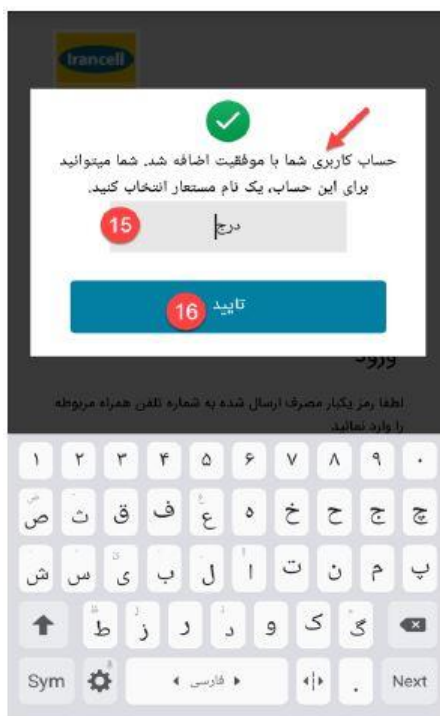 Irancell
حساب کاربری شما با موفقیت اضافه شد. شما میتوانید
برای این حساب، یک نام مستعار انتخاب کنید.
درج
15
تایید
16
ورود
لطفا رمز یکبار مصرف ارسال شده به شماره تلفن همراه مربوطه
را وارد نمائید
۱ ۲ ۳ ۴ ۵ ۶ ۷ ۸ ۹ ۰
ص ث ق ف ع ه خ ح ج چ
ش س ی ب ل ا ت ن م پ
ط ژ ر د و ک گ
Sym فارسی . Next